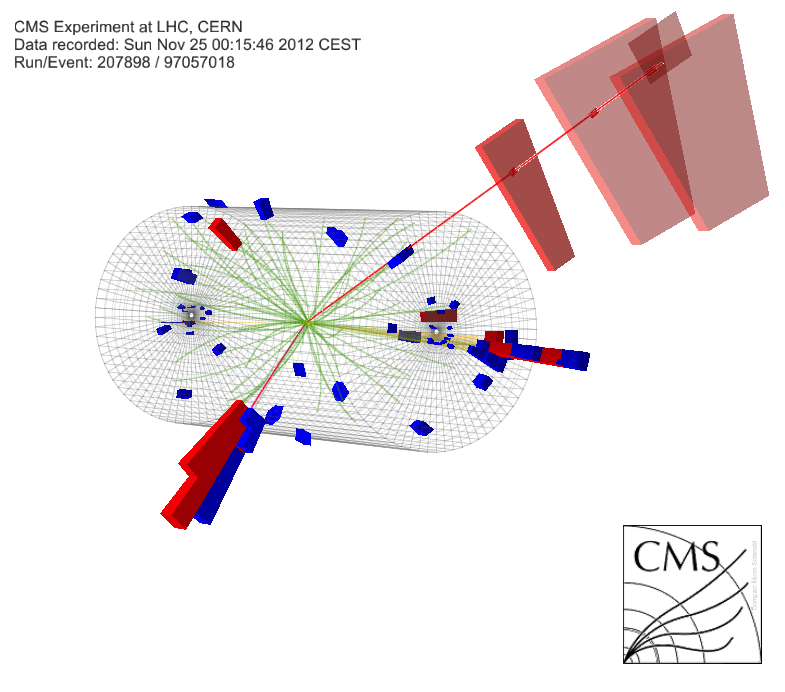 CMS Experiment at LHC, CERN
Data recorded: Sun Nov 25 00:15:46 2012 CEST
Run/Event: 207898 / 97057018
CMS